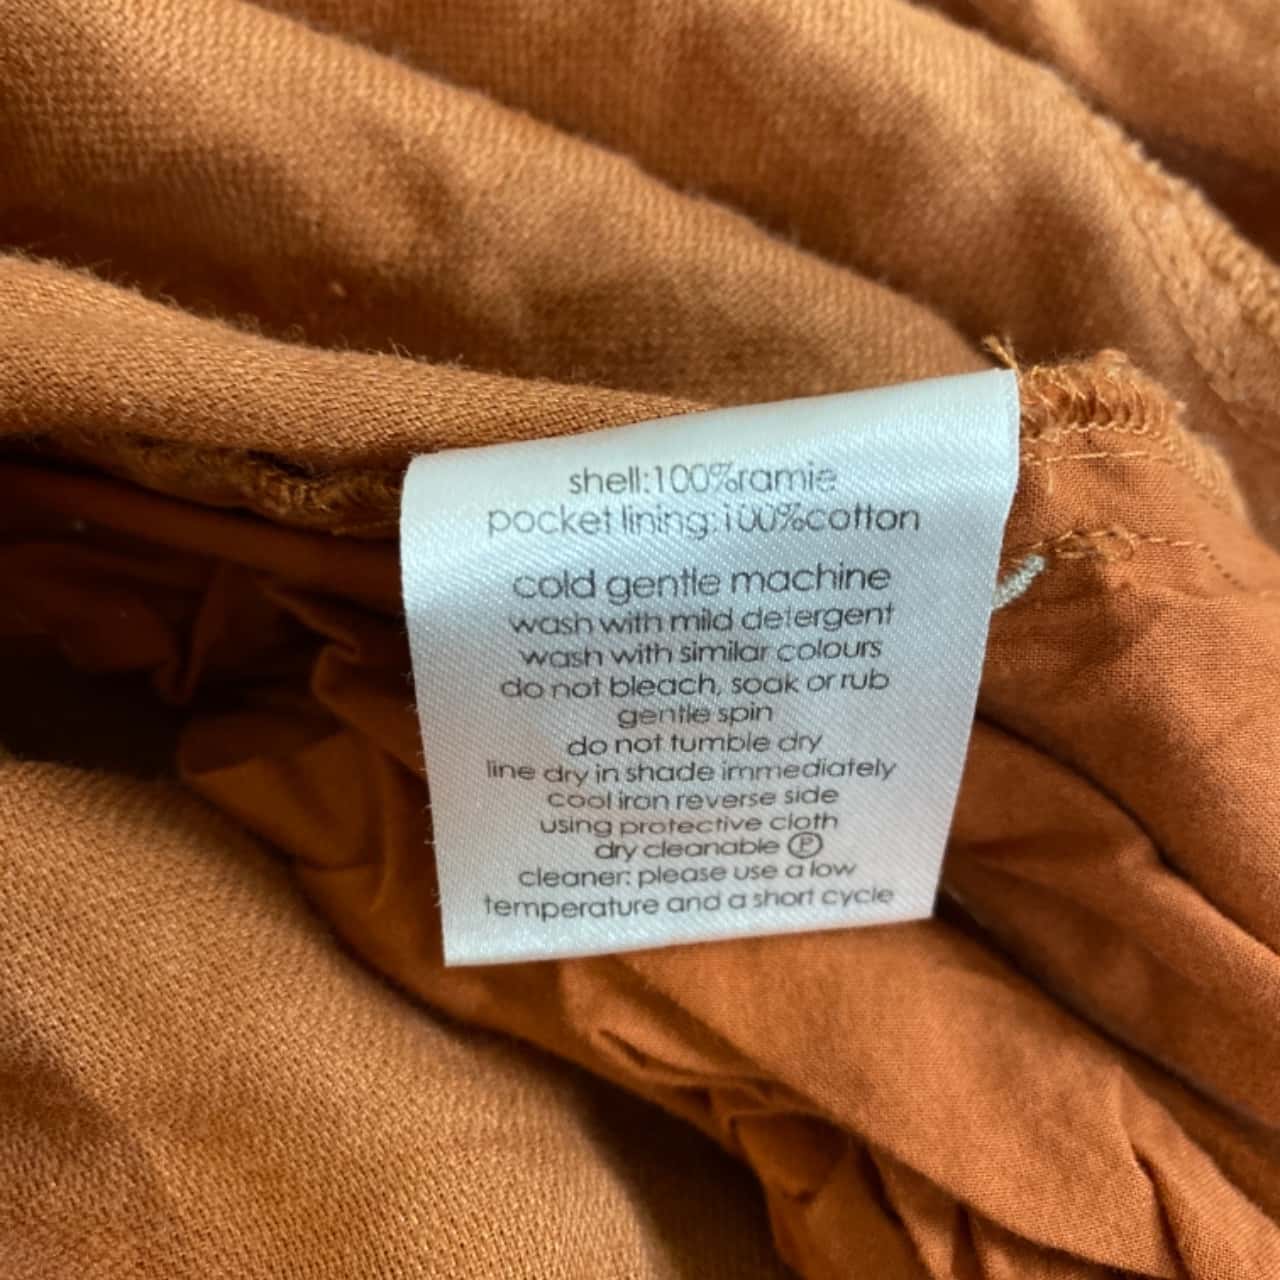 shell:100%ramie
pocket lining:100%cotton
cold gentle machine
wash with mild detergent
wash with similar colours
do not bleach, soak or rub
gentle spin
do not tumble dry
line dry in shade immediately
cool iron reverse side
using protective cloth
dry cleanable Ⓟ
cleaner: please use a low
temperature and a short cycle